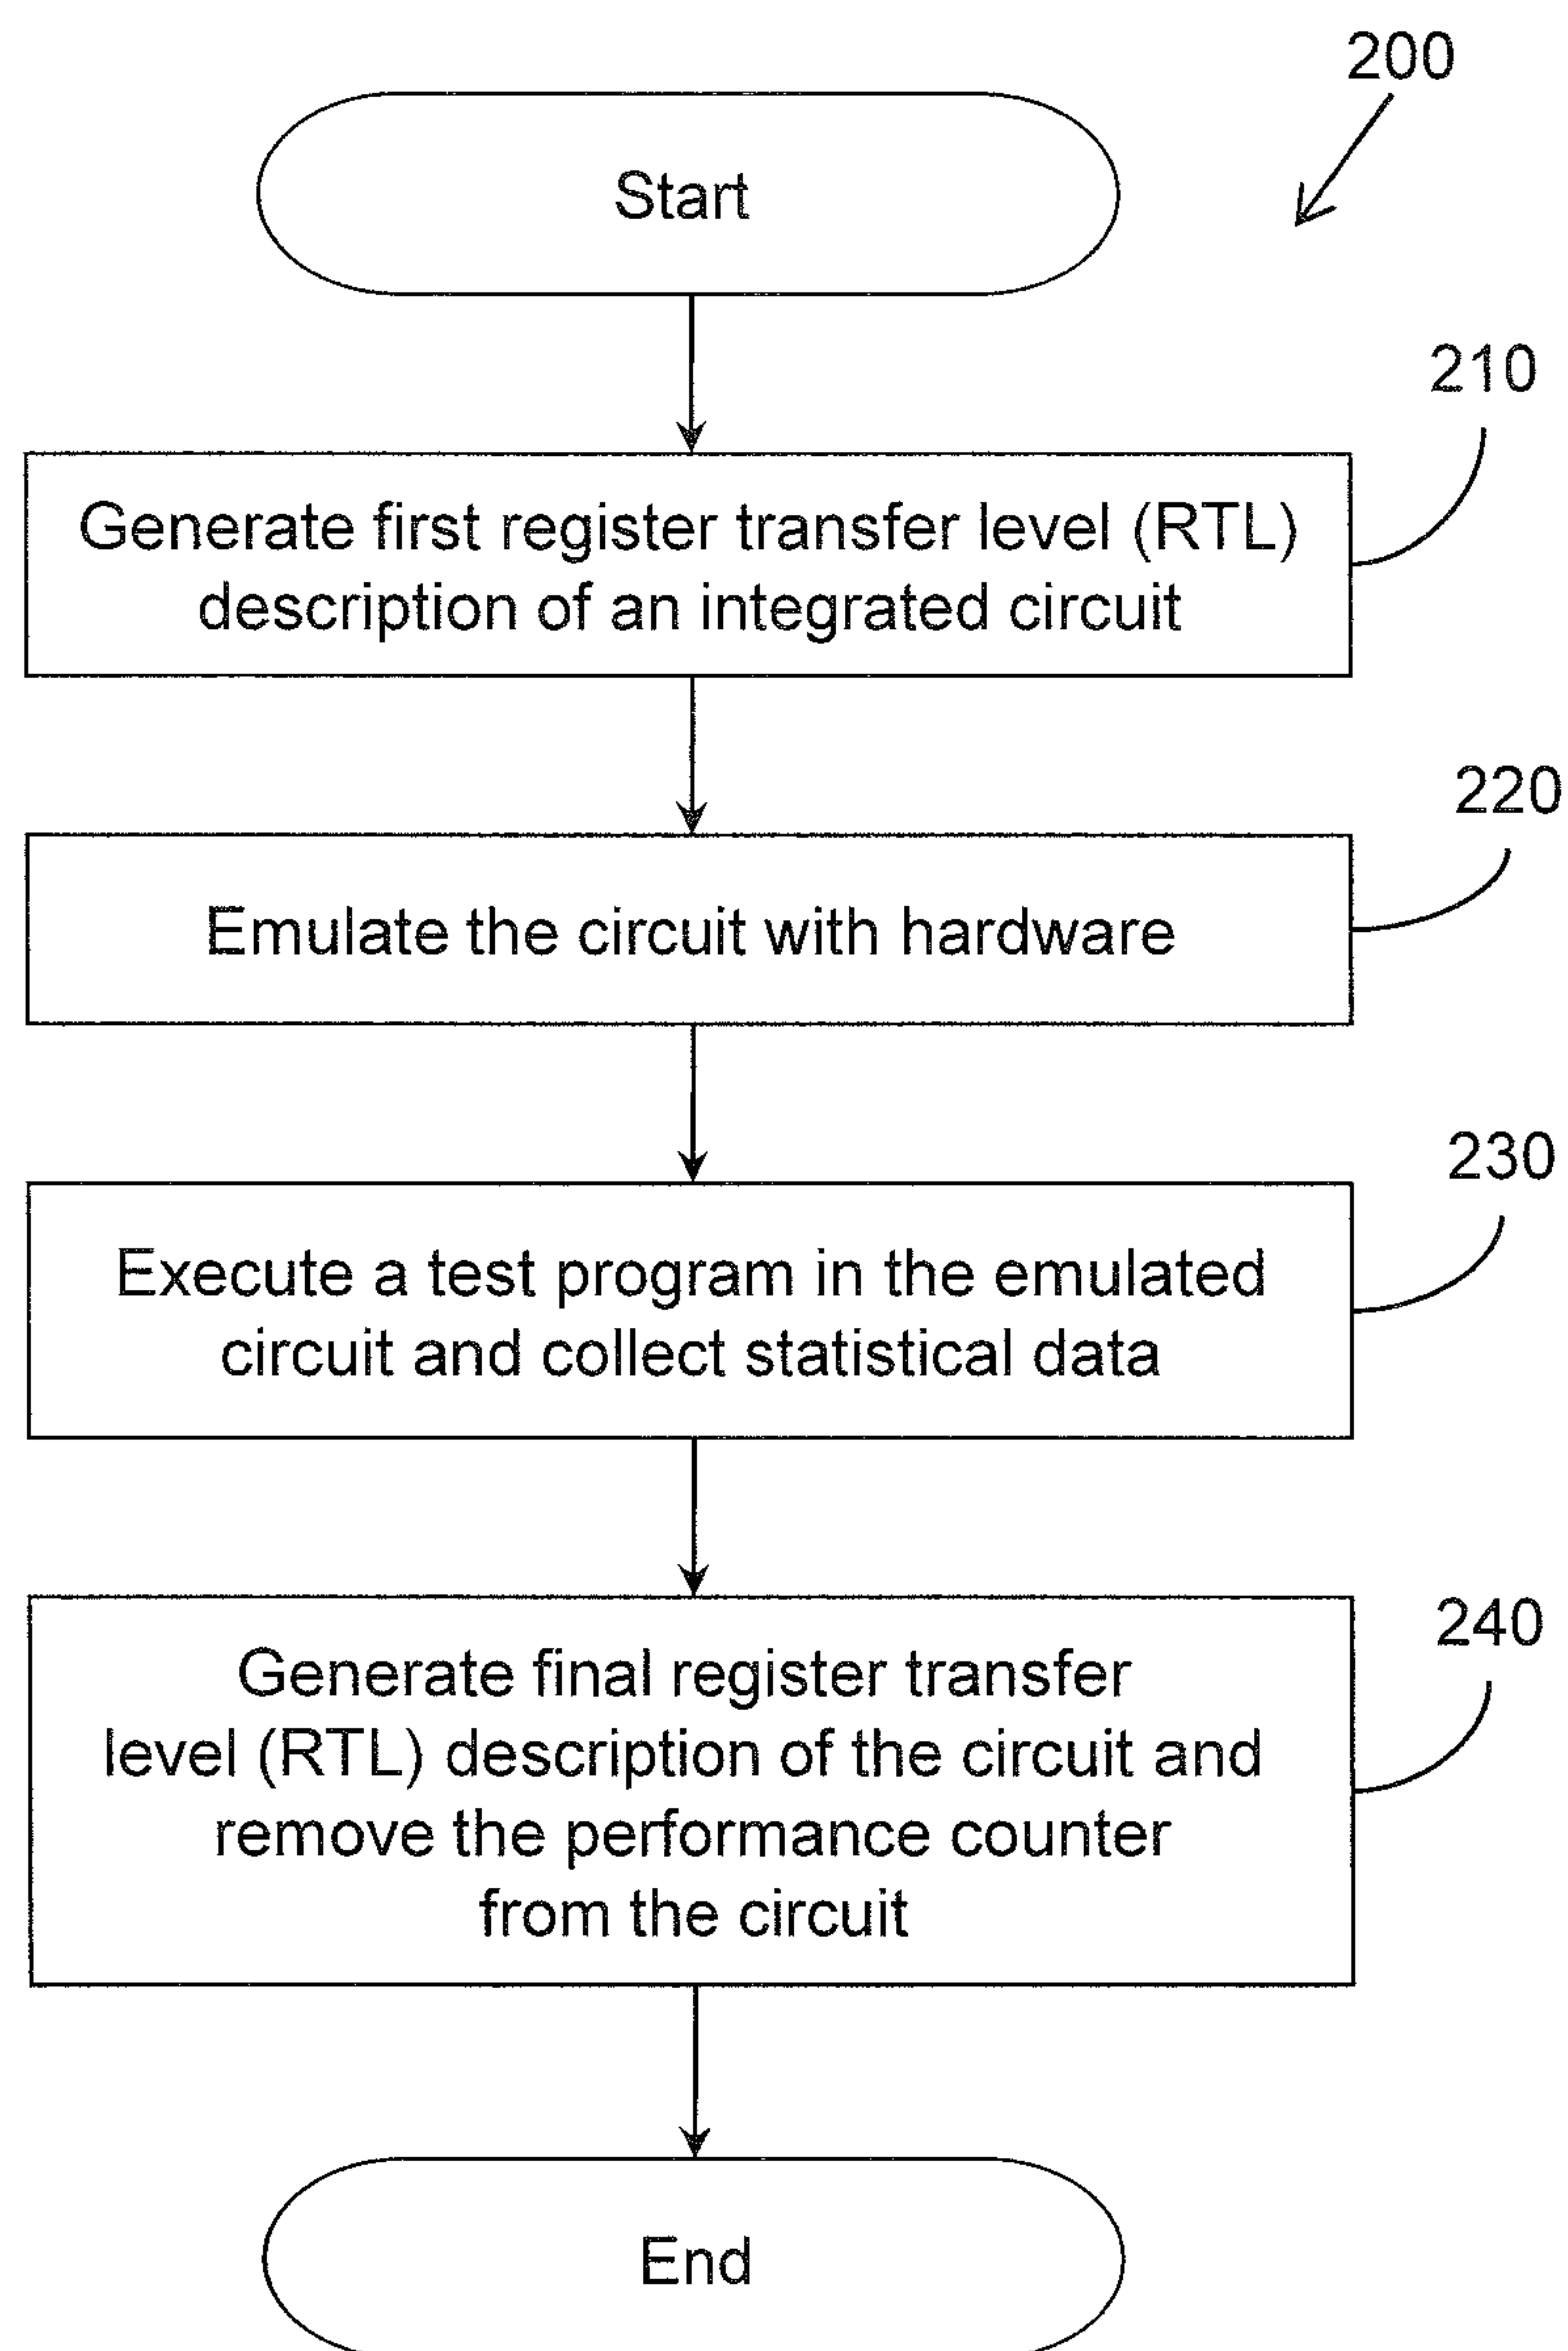 200
Start
210
Generate first register transfer level (RTL)
description of an integrated circuit
220
Emulate the circuit with hardware
230
Execute a test program in the emulated
circuit and collect statistical data
240
Generate final register transfer
level (RTL) description of the circuit and
remove the performance counter
from the circuit
End